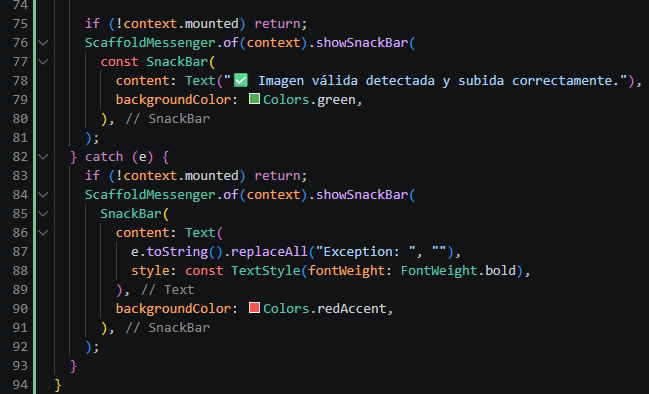 74
75 if (!context.mounted) return;
76 ScaffoldMessenger.of(context).showSnackBar(
77 const SnackBar(
78 content: Text("✅ Imagen válida detectada y subida correctamente."),
79 backgroundColor: Colors.green,
80 ), // SnackBar
81 );
82 } catch (e) {
83 if (!context.mounted) return;
84 ScaffoldMessenger.of(context).showSnackBar(
85 SnackBar(
86 content: Text(
87 e.toString().replaceAll("Exception: ", ""),
88 style: const TextStyle(fontWeight: FontWeight.bold),
89 ), // Text
90 backgroundColor: Colors.redAccent,
91 ), // SnackBar
92 );
93 }
94 }